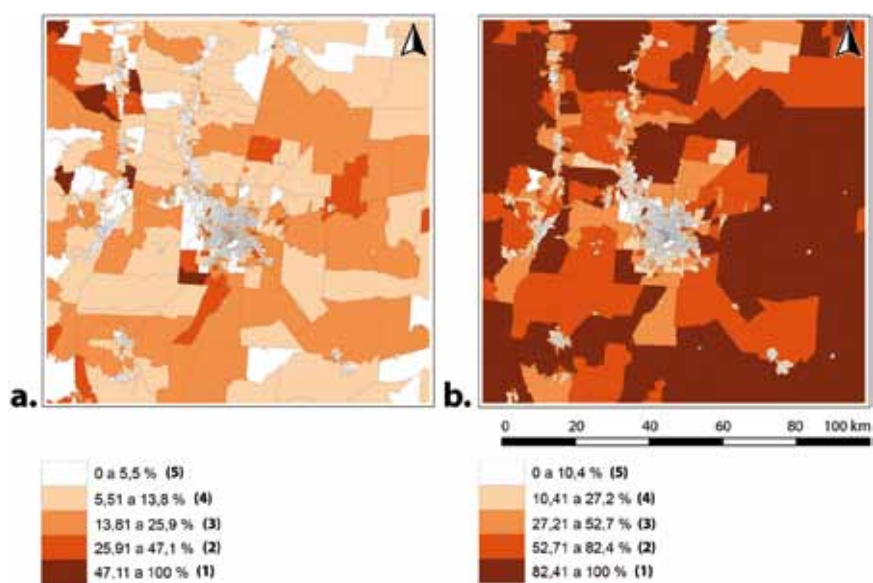 a.
b.
0 20 40 60 80 100 km
0 a 5,5 % (5)
5,51 a 13,8 % (4)
13,81 a 25,9 % (3)
25,91 a 47,1 % (2)
47,11 a 100 % (1)
0 a 10,4 % (5)
10,41 a 27,2 % (4)
27,21 a 52,7 % (3)
52,71 a 82,4 % (2)
82,41 a 100 % (1)